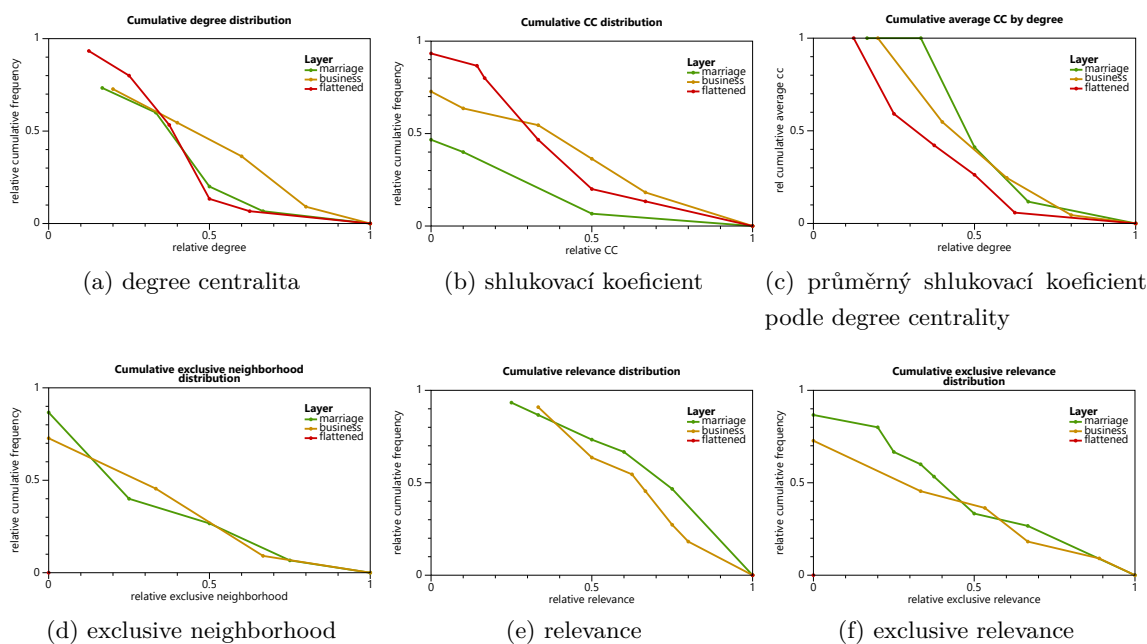 Cumulative degree distribution
1
0.5
0
0.5
1
relative cumulative frequency
relative degree
Layer
marriage
business
flattened
(a) degree centralita
Cumulative CC distribution
1
0.5
0
0
0.5
1
relative cumulative frequency
relative CC
Layer
marriage
business
flattened
(b) shlukovací koeficient
Cumulative average CC by degree
1
0.5
0
0.5
1
rel cumulative average cc
relative degree
Layer
marriage
business
flattened
(c) průměrný shlukovací koeficient
podle degree centrality
Cumulative exclusive neighborhood
distribution
1
0.5
0
0
0.5
1
relative cumulative frequency
relative exclusive neighborhood
Layer
marriage
business
flattened
(d) exclusive neighborhood
Cumulative relevance distribution
1
0.5
0
0.5
1
relative cumulative frequency
relative relevance
Layer
marriage
business
flattened
(e) relevance
Cumulative exclusive relevance
distribution
1
0.5
0
0
0.5
1
relative cumulative frequency
relative exclusive relevance
Layer
marriage
business
flattened
(f) exclusive relevance